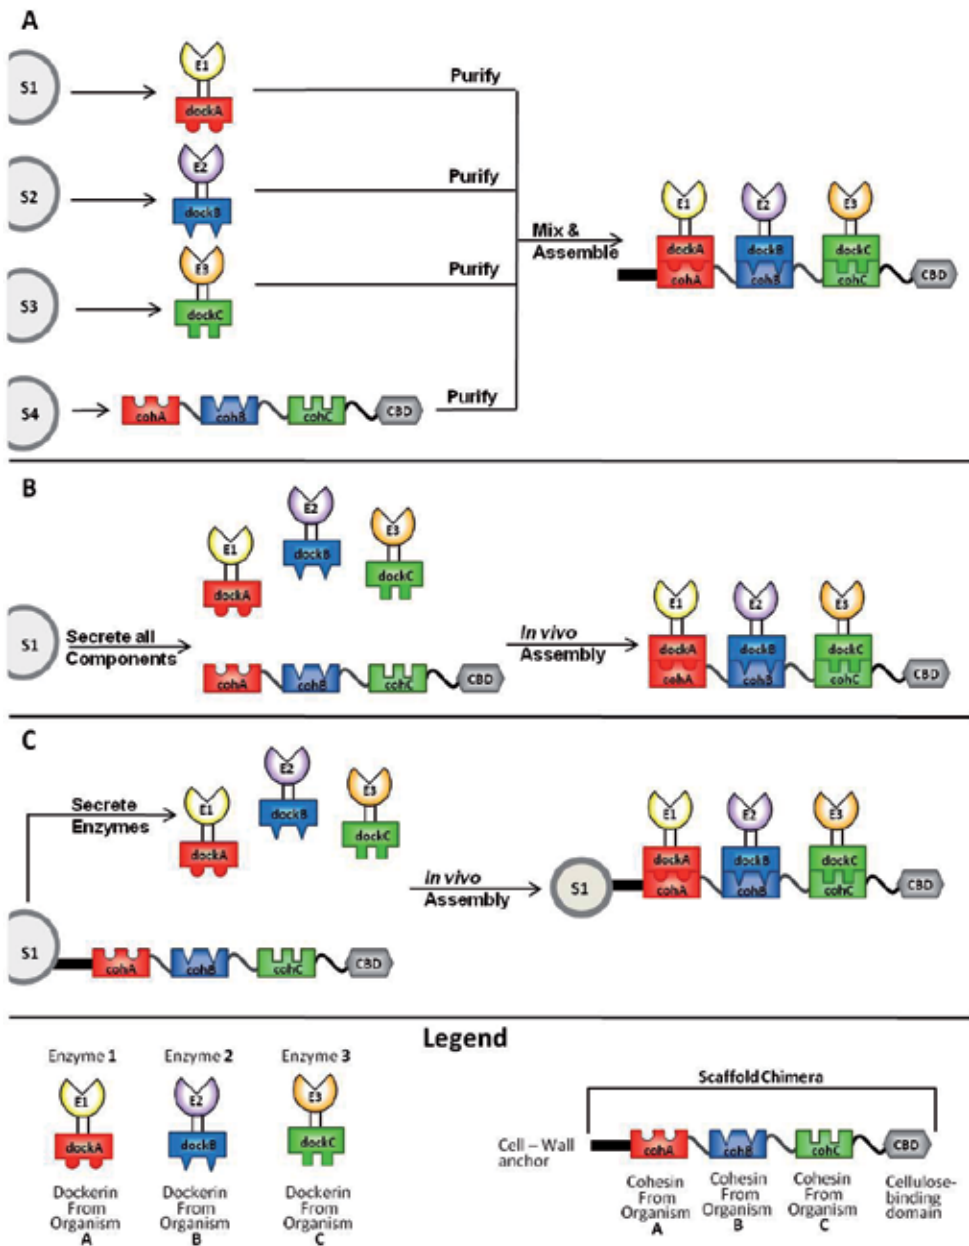 A
S1
E1
dockA
Purify
S2
E2
dockB
Purify
S3
E3
dockC
Purify
S4
cohA
cohB
cohC
CBD
Purify
Mix &
Assemble
E1
E2
E3
dockA
dockB
dockC
cohA
cohB
cohC
CBD
B
S1
Secrete all
Components
E1
dockA
E2
dockB
E3
dockC
cohA
cohB
cohC
CBD
In vivo
Assembly
E1
E2
E3
dockA
dockB
dockC
cohA
cohB
cohC
CBD
C
Secrete
Enzymes
E1
dockA
E2
dockB
E3
dockC
S1
cohA
cohB
cohC
CBD
In vivo
Assembly
S1
E1
E2
E3
dockA
dockB
dockC
cohA
cohB
cohC
CBD
Legend
Enzyme 1
Enzyme 2
Enzyme 3
E1
E2
E3
dockA
dockB
dockC
Dockerin
From
Organism
A
Dockerin
From
Organism
B
Dockerin
From
Organism
C
Scaffold Chimera
Cell – Wall
anchor
cohA
cohB
cohC
CBD
Cohesin
From
Organism
A
Cohesin
From
Organism
B
Cohesin
From
Organism
C
Cellulose-
binding
domain